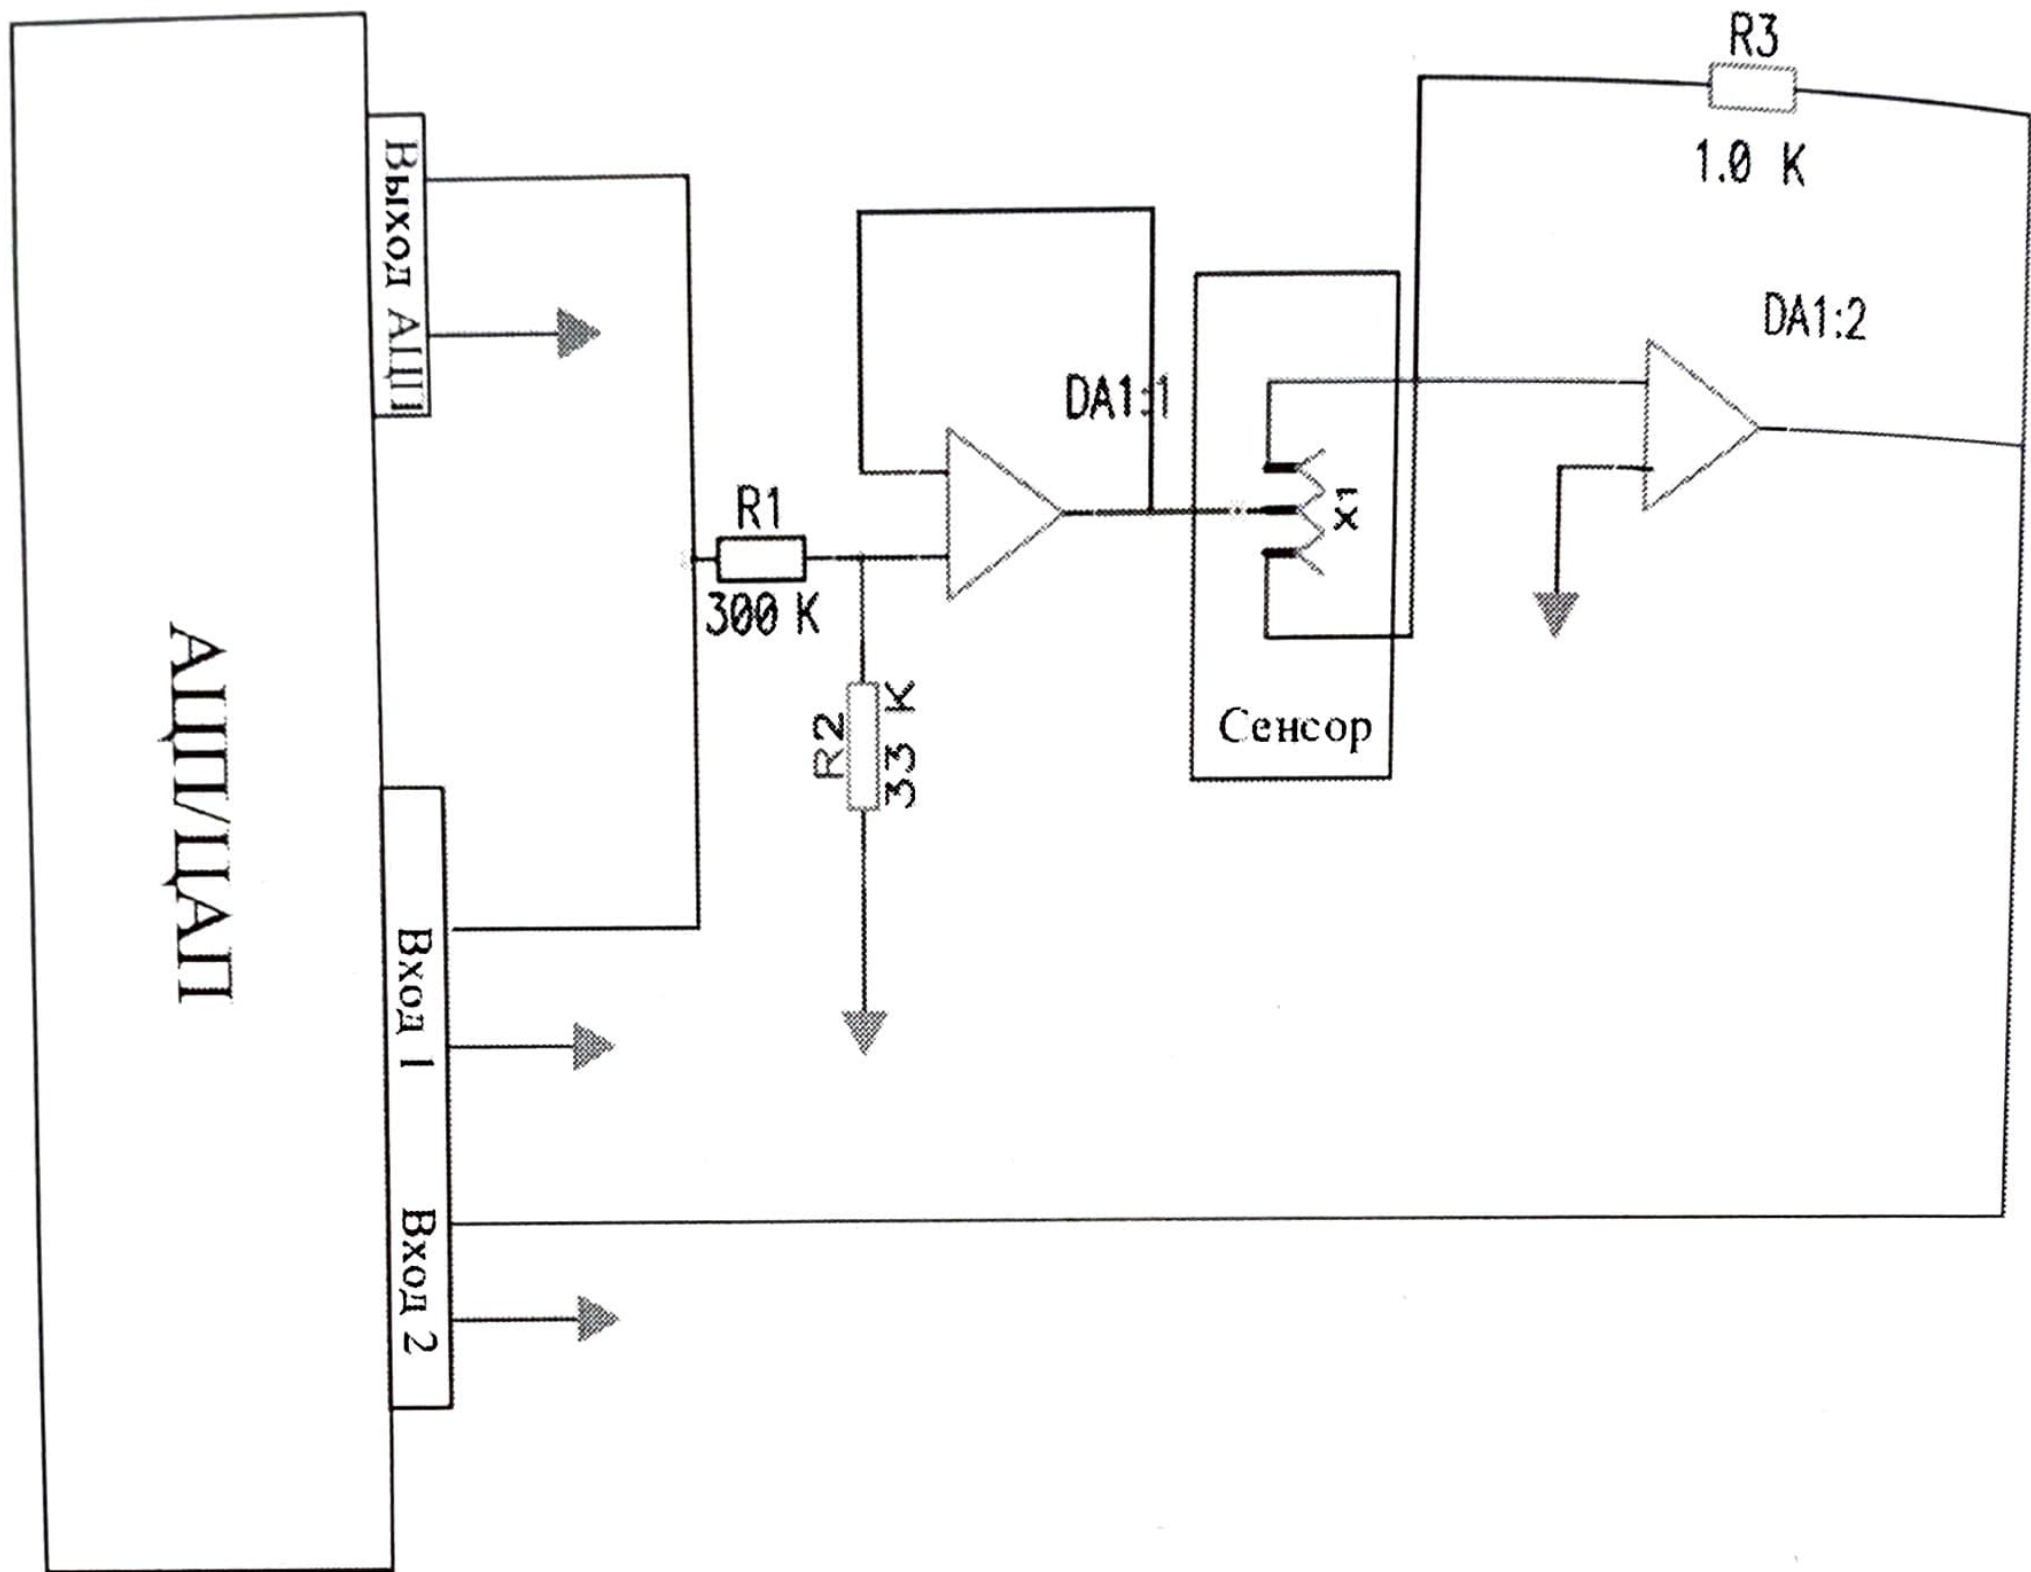 АЦП/ЦАП
Выход АЦП
Вход 1
Вход 2
R1
300 K
R2
33 K
DA1:1
Сенсор
X1
R3
1.0 K
DA1:2